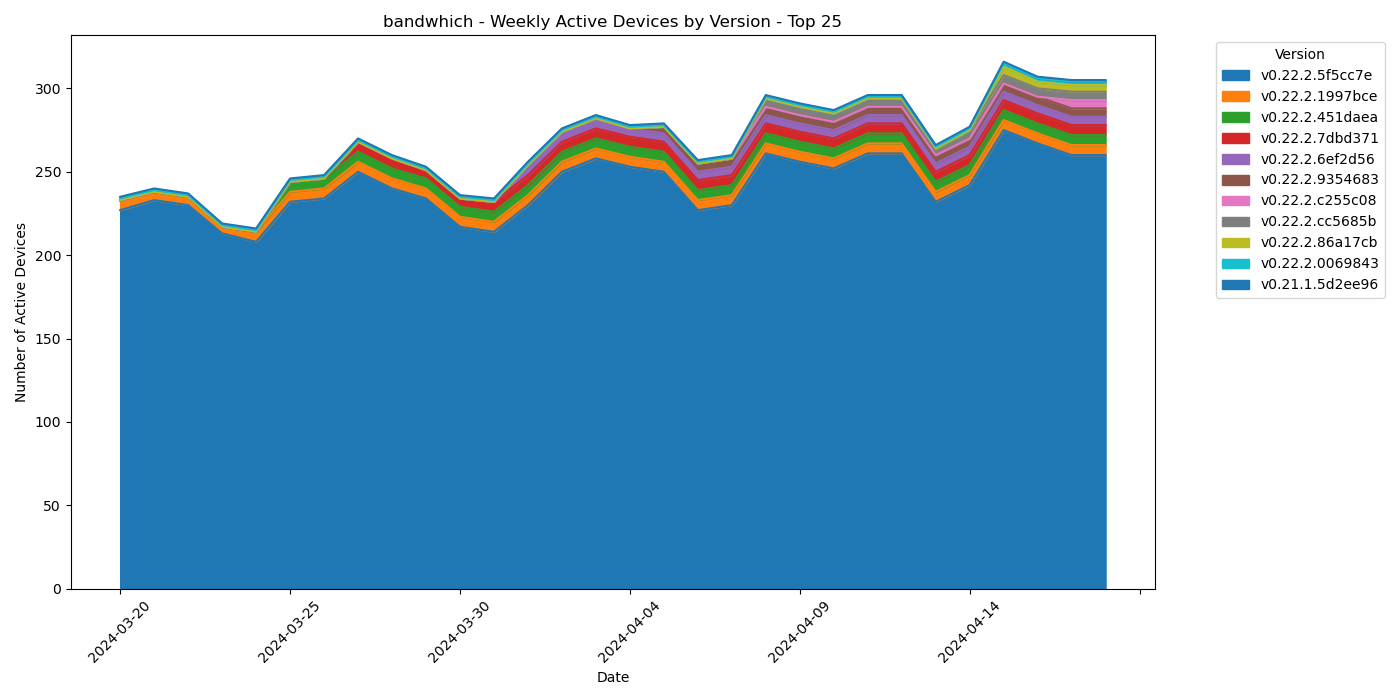 bandwhich - Weekly Active Devices by Version - Top 25
Number of Active Devices
300
250
200
150
100
50
0
2024-03-20
2024-03-25
2024-03-30
2024-04-04
2024-04-09
2024-04-14
Date
Version
v0.22.2.5f5cc7e
v0.22.2.1997bce
v0.22.2.451daea
v0.22.2.7dbd371
v0.22.2.6ef2d56
v0.22.2.9354683
v0.22.2.c255c08
v0.22.2.cc5685b
v0.22.2.86a17cb
v0.22.2.0069843
v0.21.1.5d2ee96